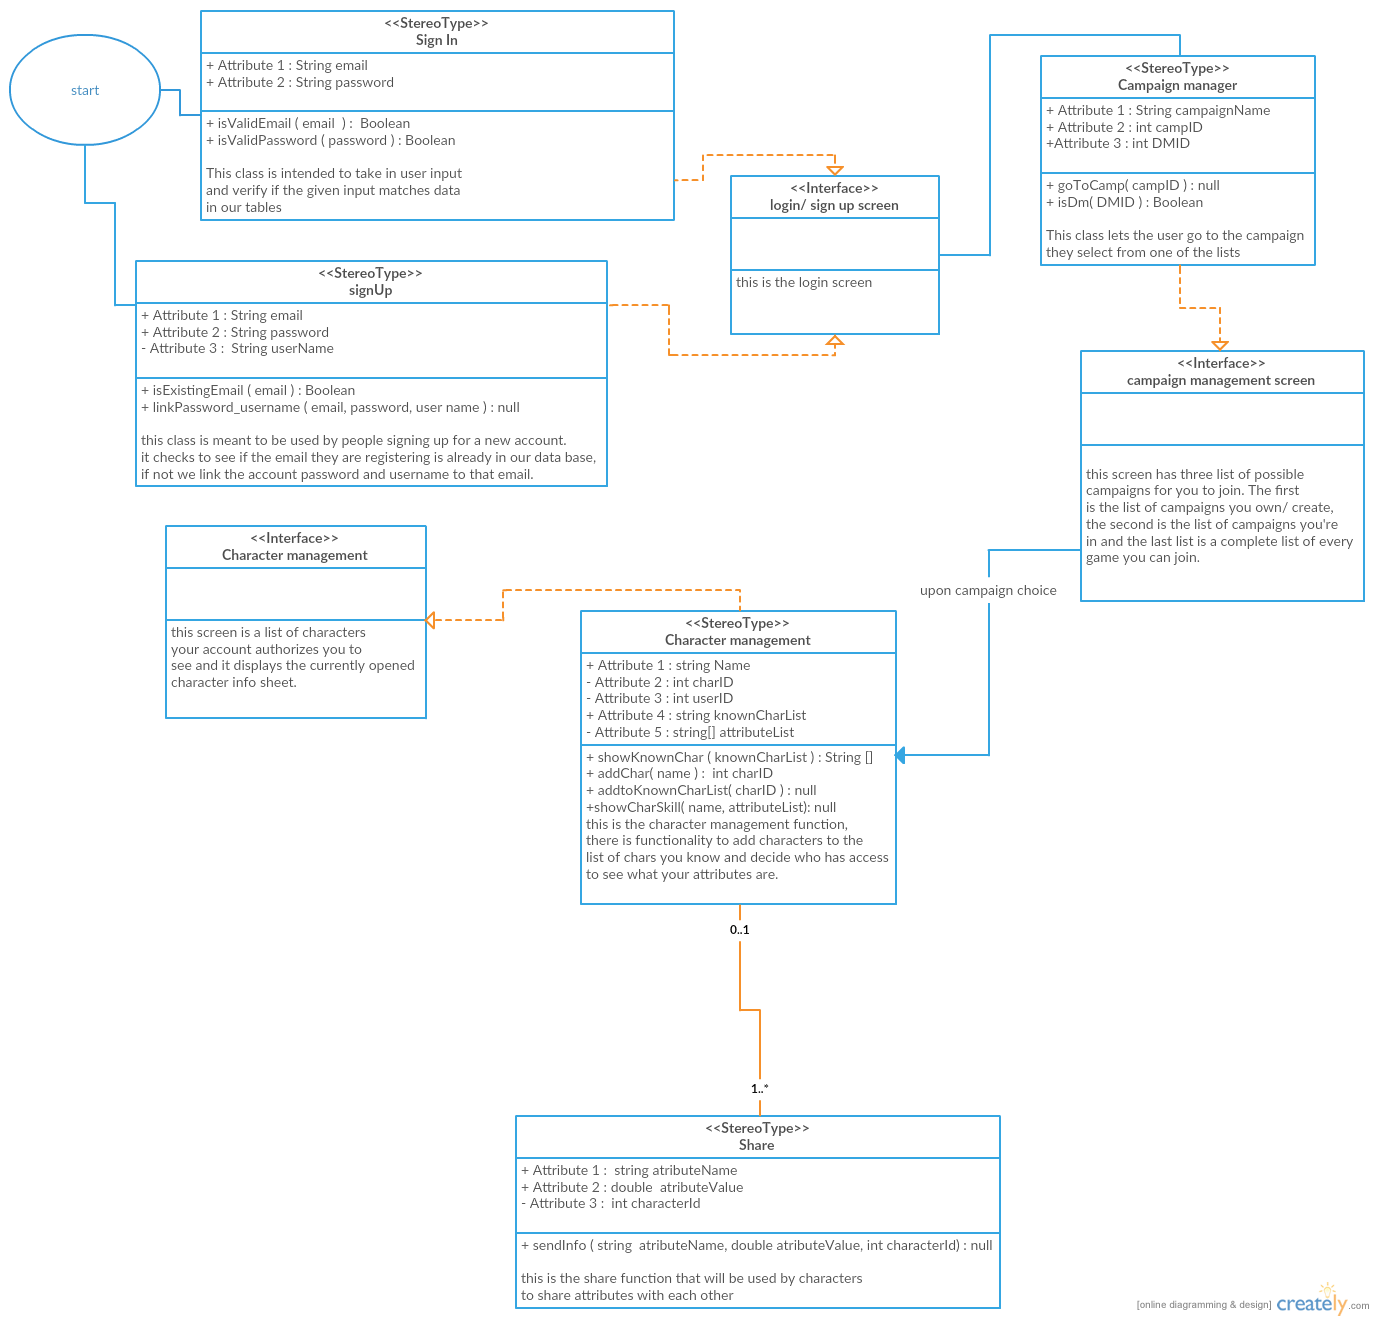 start
<<StereoType>>
Sign In
+ Attribute 1 : String email
+ Attribute 2 : String password
+ isValidEmail ( email  ) :  Boolean
+ isValidPassword ( password ) : Boolean
This class is intended to take in user input
and verify if the given input matches data
in our tables
<<StereoType>>
Campaign manager
+ Attribute 1 : String campaignName
+ Attribute 2 : int campID
+Attribute 3 : int DMID
+ goToCamp( campID ) : null
+ isDm( DMID ) : Boolean
This class lets the user go to the campaign
they select from one of the lists
<<Interface>>
login/ sign up screen
this is the login screen
<<StereoType>>
signUp
+ Attribute 1 : String email
+ Attribute 2 : String password
- Attribute 3 :  String userName
+ isExistingEmail ( email ) : Boolean
+ linkPassword_username ( email, password, user name ) : null
this class is meant to be used by people signing up for a new account.
it checks to see if the email they are registering is already in our data base,
if not we link the account password and username to that email.
<<Interface>>
campaign management screen
this screen has three list of possible
campaigns for you to join. The first
is the list of campaigns you own/ create,
the second is the list of campaigns you're
in and the last list is a complete list of every
game you can join.
upon campaign choice
<<Interface>>
Character management
this screen is a list of characters
your account authorizes you to
see and it displays the currently opened
character info sheet.
<<StereoType>>
Character management
+ Attribute 1 : string Name
- Attribute 2 : int charID
- Attribute 3 : int userID
+ Attribute 4 : string knownCharList
- Attribute 5 : string[] attributeList
+ showKnownChar ( knownCharList ) : String []
+ addChar( name ) :  int charID
+ addtoKnownCharList( charID ) : null
+showCharSkill( name, attributeList): null
this is the character management function,
there is functionality to add characters to the
list of chars you know and decide who has access
to see what your attributes are.
0..1
1..*
<<StereoType>>
Share
+ Attribute 1 :  string atributeName
+ Attribute 2 : double  atributeValue
- Attribute 3 :  int characterId
+ sendInfo ( string  atributeName, double atributeValue, int characterId) : null
this is the share function that will be used by characters
to share attributes with each other
[online diagramming & design] creately.com